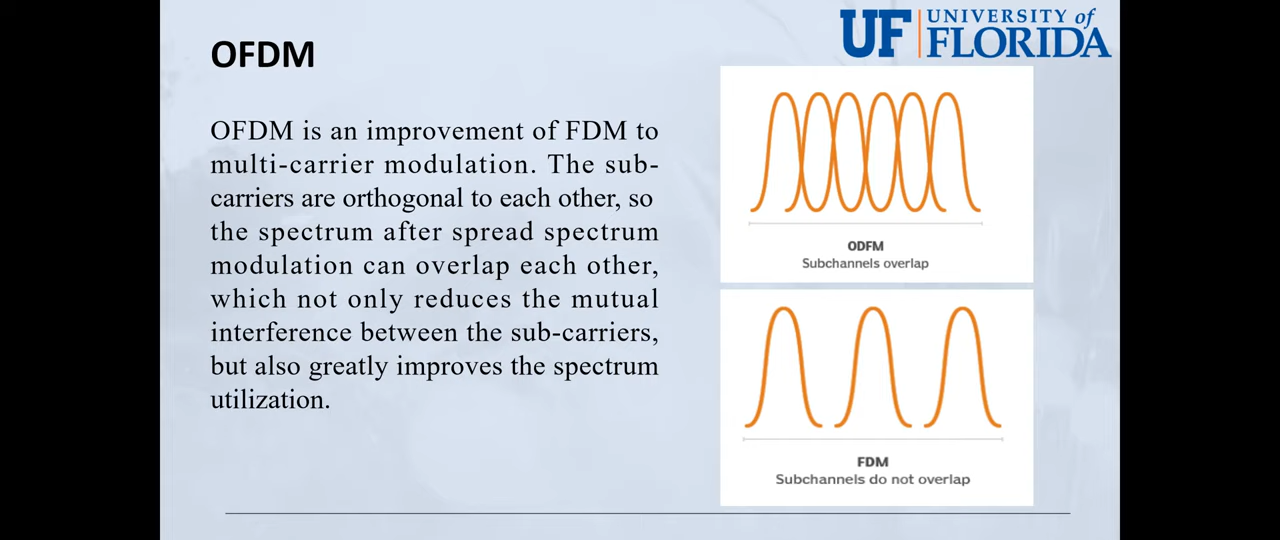 OFDM
UF UNIVERSITY of
FLORIDA
OFDM is an improvement of FDM to
multi-carrier modulation. The sub-
carriers are orthogonal to each other, so
the spectrum after spread spectrum
modulation can overlap each other,
which not only reduces the mutual
interference between the sub-carriers,
but also greatly improves the spectrum
utilization.
ODFM
Subchannels overlap
FDM
Subchannels do not overlap